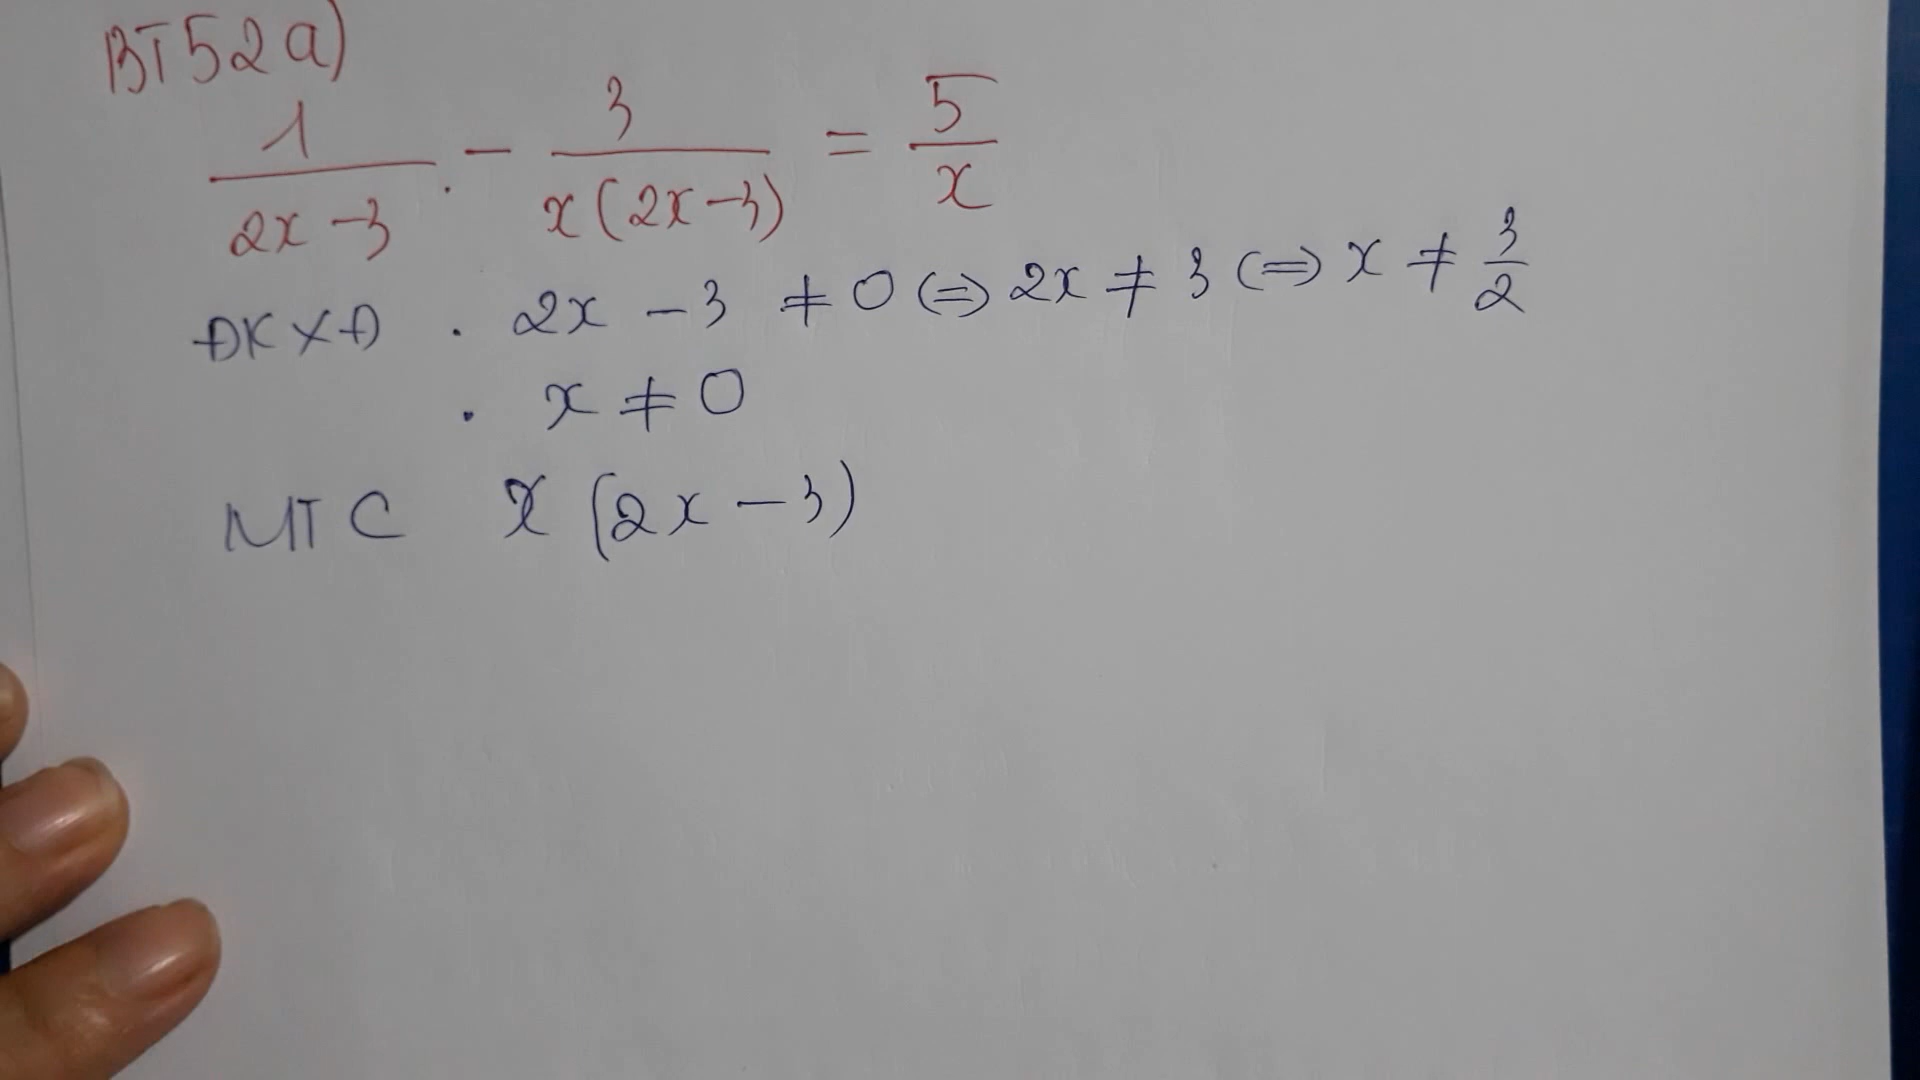 BT52a)
1/(2x-3) - 3/(x(2x-3)) = 5/x
ĐKXĐ . 2x - 3 ≠ 0 (=) 2x ≠ 3 (=) x ≠ 3/2
. x ≠ 0
MTC x(2x-3)